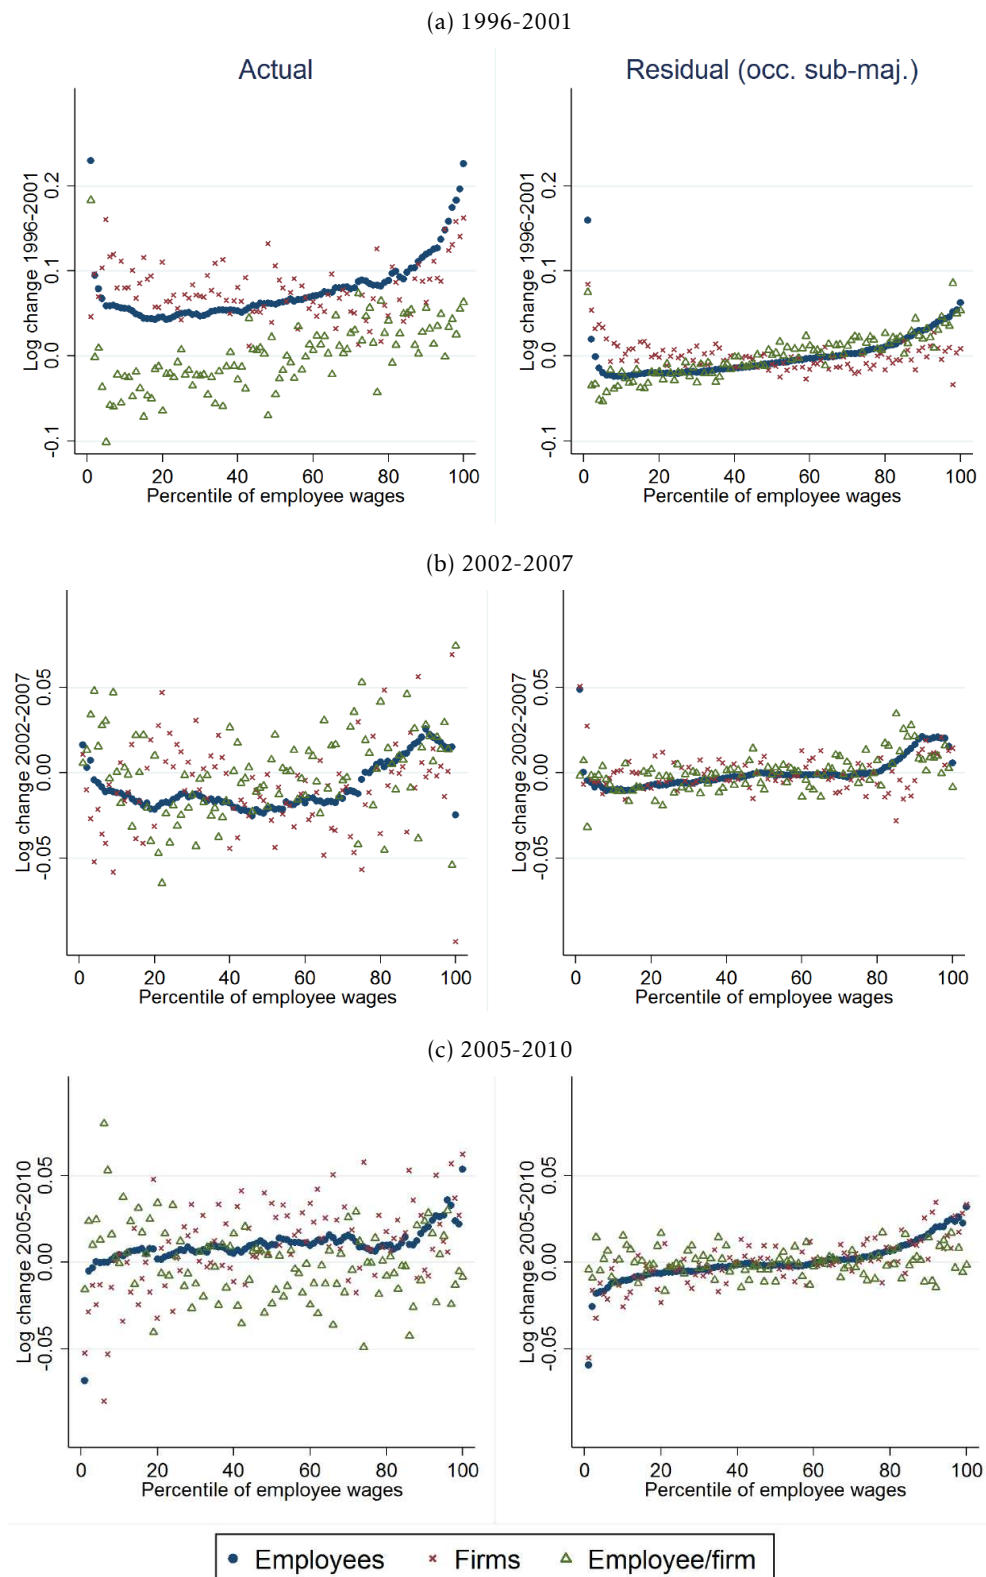 (a) 1996-2001
Actual
Residual (occ. sub-maj.)
Log change 1996-2001
0.2
0.1
0.0
-0.1
0 20 40 60 80 100
Percentile of employee wages
Log change 1996-2001
0.2
0.1
0.0
-0.1
0 20 40 60 80 100
Percentile of employee wages
(b) 2002-2007
Log change 2002-2007
0.05
0.00
-0.05
0 20 40 60 80 100
Percentile of employee wages
Log change 2002-2007
0.05
0.00
-0.05
0 20 40 60 80 100
Percentile of employee wages
(c) 2005-2010
Log change 2005-2010
0.05
0.00
-0.05
0 20 40 60 80 100
Percentile of employee wages
Log change 2005-2010
0.05
0.00
-0.05
0 20 40 60 80 100
Percentile of employee wages
Employees Firms Employee/firm